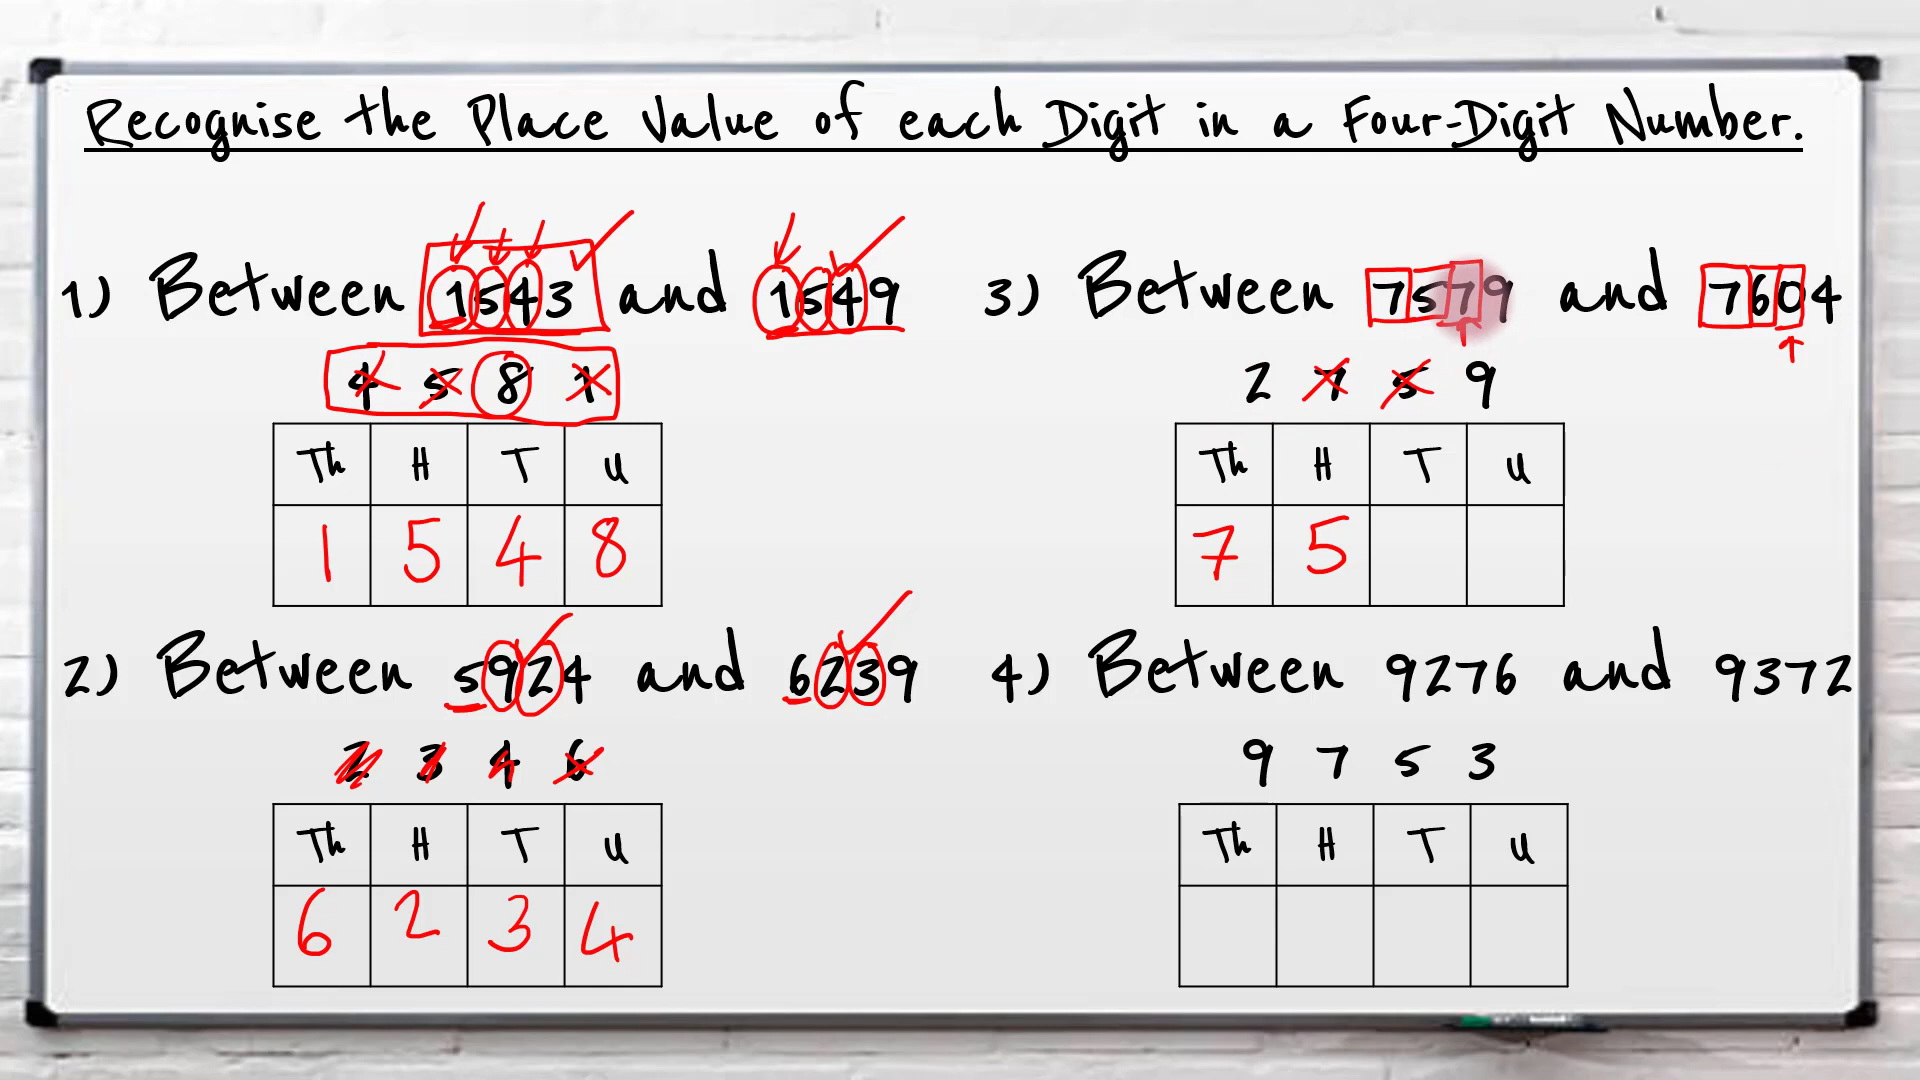 Recognise the Place Value of each Digit in a Four-Digit Number.
1) Between 1543 and 1549
4 5 8 1
Th H T U
1 5 4 8
2) Between 5924 and 6239
2 3 4 6
Th H T U
6 2 3 4
3) Between 7579 and 7604
2 7 5 9
Th H T U
7 5
4) Between 9276 and 9372
9 7 5 3
Th H T U